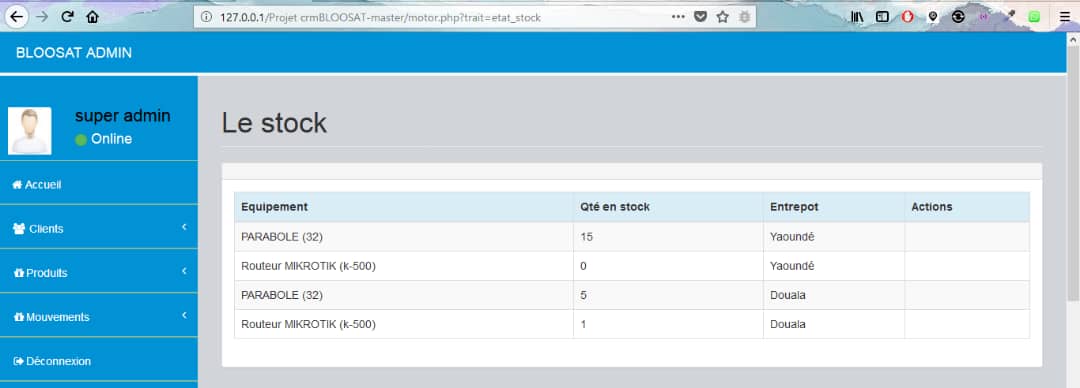 127.0.0.1/Projet crmBLOOSAT-master/motor.php?trait=etat_stock
BLOOSAT ADMIN
super admin
Online
Accueil
Clients
Produits
Mouvements
Déconnexion
Le stock
Equipement Qté en stock Entrepot Actions
PARABOLE (32) 15 Yaoundé
Routeur MIKROTIK (k-500) 0 Yaoundé
PARABOLE (32) 5 Douala
Routeur MIKROTIK (k-500) 1 Douala